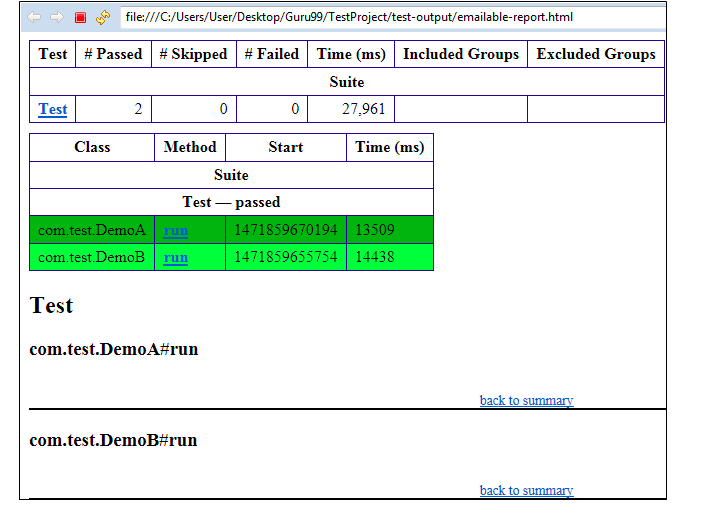 file:///C:/Users/User/Desktop/Guru99/TestProject/test-output/emailable-report.html
Test # Passed # Skipped # Failed Time (ms) Included Groups Excluded Groups
Suite
Test 2 0 0 27,961
Class Method Start Time (ms)
Suite
Test — passed
com.test.DemoA run 1471859670194 13509
com.test.DemoB run 1471859655754 14438
Test
com.test.DemoA#run
back to summary
com.test.DemoB#run
back to summary